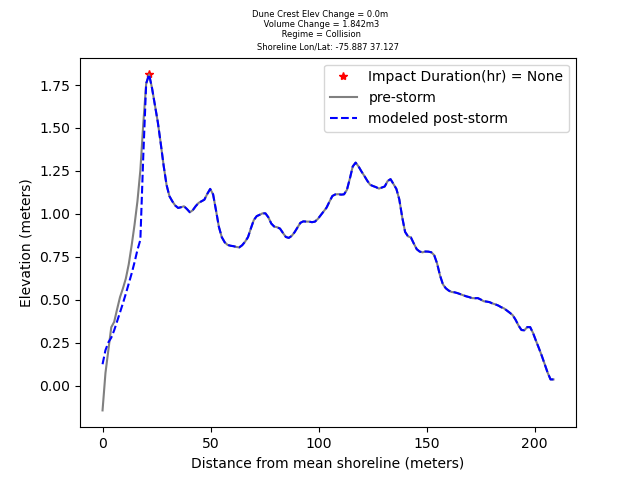 Dune Crest Elev Change = 0.0m
Volume Change = 1.842m3
Regime = Collision
Shoreline Lon/Lat: -75.887 37.127
Impact Duration(hr) = None
pre-storm
modeled post-storm
Elevation (meters)
1.75
1.50
1.25
1.00
0.75
0.50
0.25
0.00
0 50 100 150 200
Distance from mean shoreline (meters)